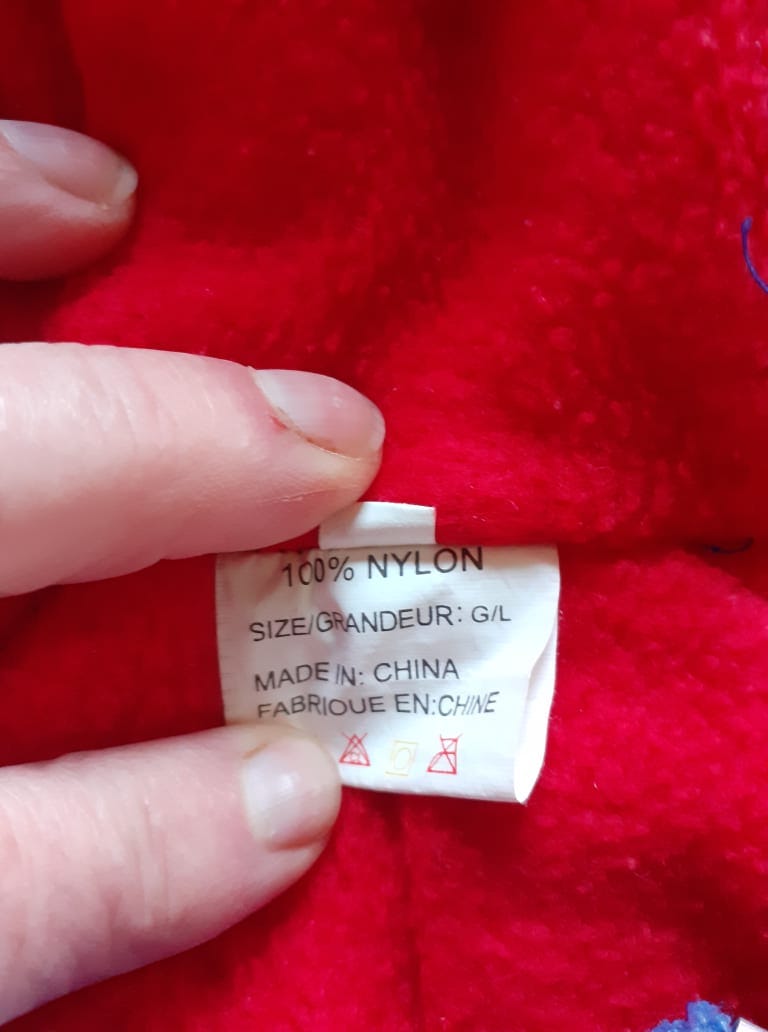 100% NYLON
SIZE/GRANDEUR: G/L
MADE IN: CHINA
FABRIQUE EN:CHINE